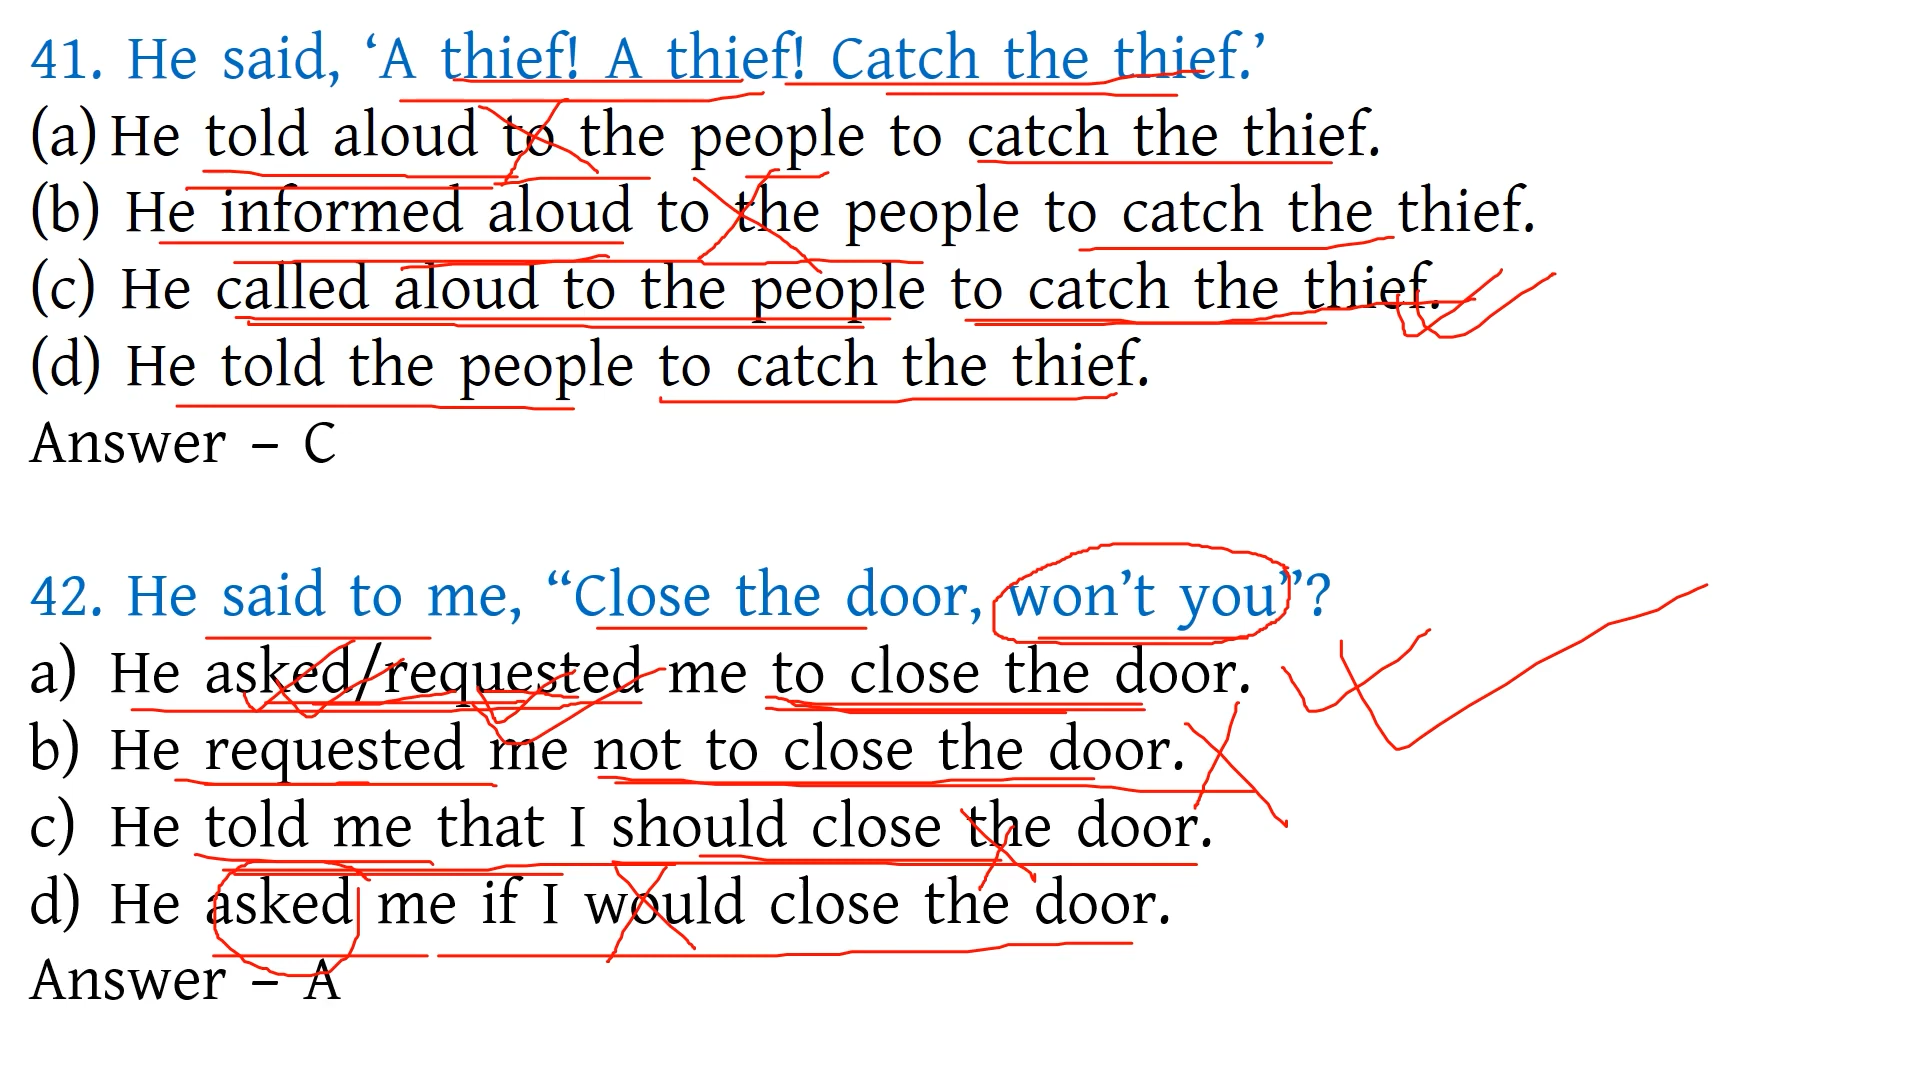 41. He said, ‘A thief! A thief! Catch the thief.’
(a) He told aloud to the people to catch the thief.
(b) He informed aloud to the people to catch the thief.
(c) He called aloud to the people to catch the thief.
(d) He told the people to catch the thief.
Answer – C
42. He said to me, “Close the door, won’t you”?
a) He asked/requested me to close the door.
b) He requested me not to close the door.
c) He told me that I should close the door.
d) He asked me if I would close the door.
Answer – A